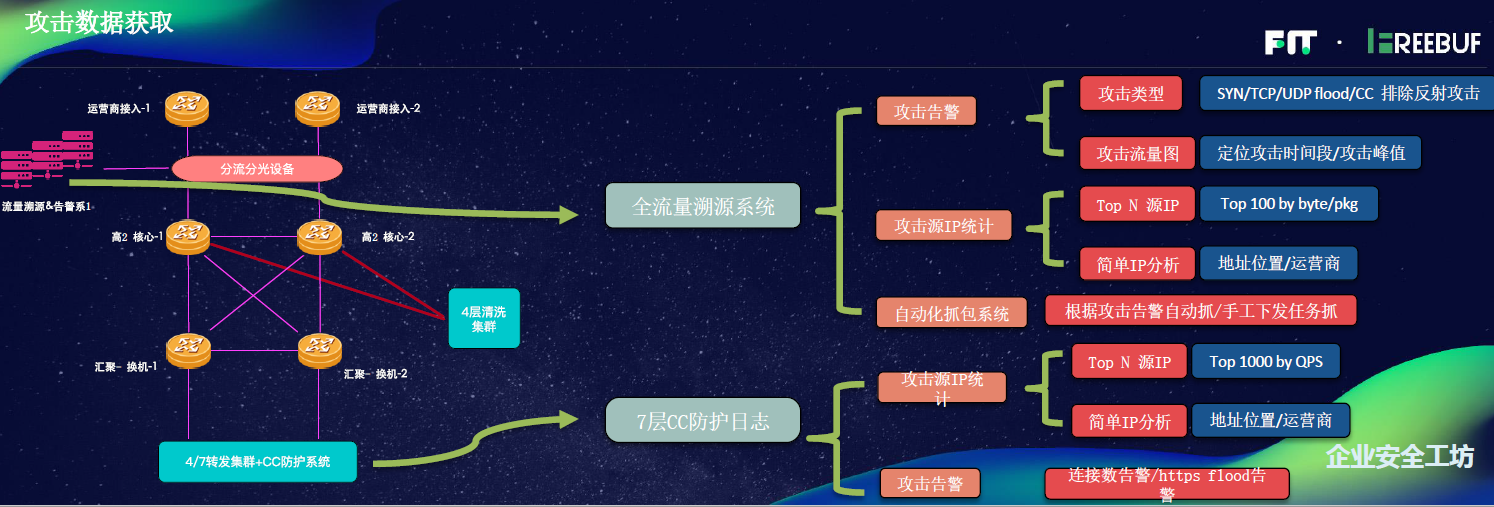 攻击数据获取
FIT · FREEBUF
运营商接入-1
运营商接入-2
分流分光设备
流量溯源&告警系1
高2 核心-1
高2 核心-2
4层清洗
集群
汇聚- 换机-1
汇聚- 换机-2
4/7转发集群+CC防护系统
全流量溯源系统
攻击告警
攻击类型
SYN/TCP/UDP flood/CC 排除反射攻击
攻击流量图
定位攻击时间段/攻击峰值
攻击源IP统计
Top N 源IP
Top 100 by byte/pkg
简单IP分析
地址位置/运营商
自动化抓包系统
根据攻击告警自动抓/手工下发任务抓
7层CC防护日志
攻击源IP统
计
Top N 源IP
Top 1000 by QPS
简单IP分析
地址位置/运营商
攻击告警
连接数告警/https flood告
警
企业安全工坊